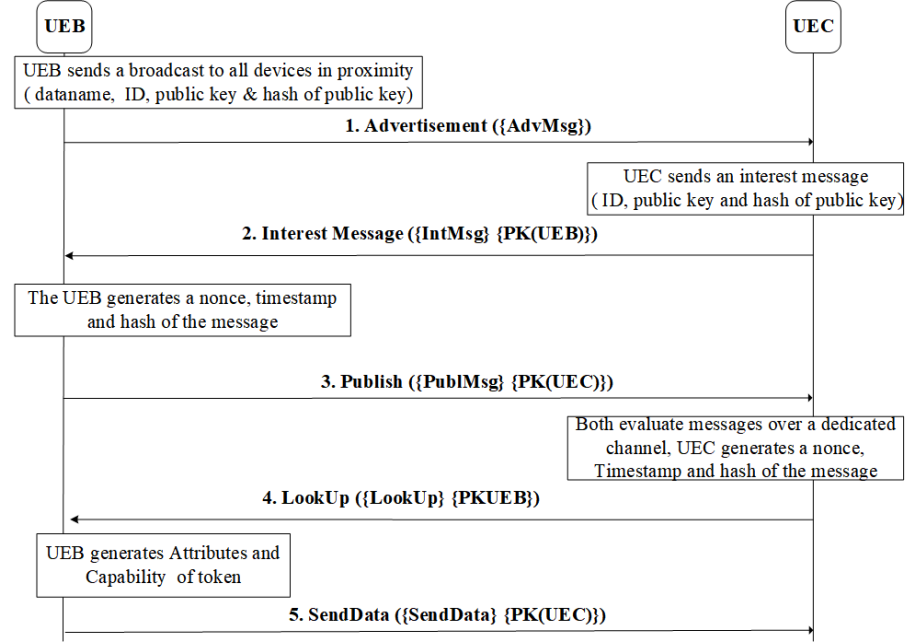 UEB
UEC
UEB sends a broadcast to all devices in proximity
( dataname, ID, public key & hash of public key)
1. Advertisement ({AdvMsg})
UEC sends an interest message
( ID, public key and hash of public key)
2. Interest Message ({IntMsg} {PK(UEB)})
The UEB generates a nonce, timestamp
and hash of the message
3. Publish ({PublMsg} {PK(UEC)})
Both evaluate messages over a dedicated
channel, UEC generates a nonce,
Timestamp and hash of the message
4. LookUp ({LookUp} {PKUEB})
UEB generates Attributes and
Capability of token
5. SendData ({SendData} {PK(UEC)})